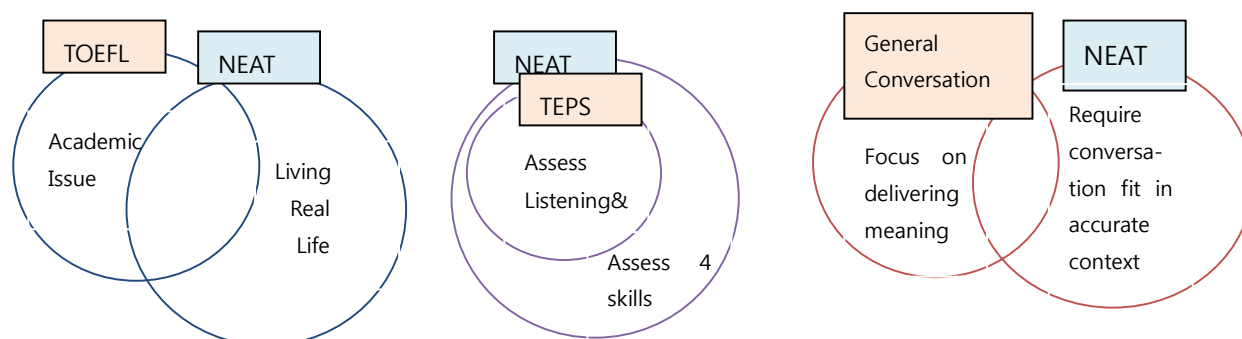 TOEFL
NEAT
Academic
Issue
Living
Real
Life
NEAT
TEPS
Assess
Listening&
Assess 4
skills
General
Conversation
NEAT
Focus on
delivering
meaning
Require
conversa-
tion fit in
accurate
context